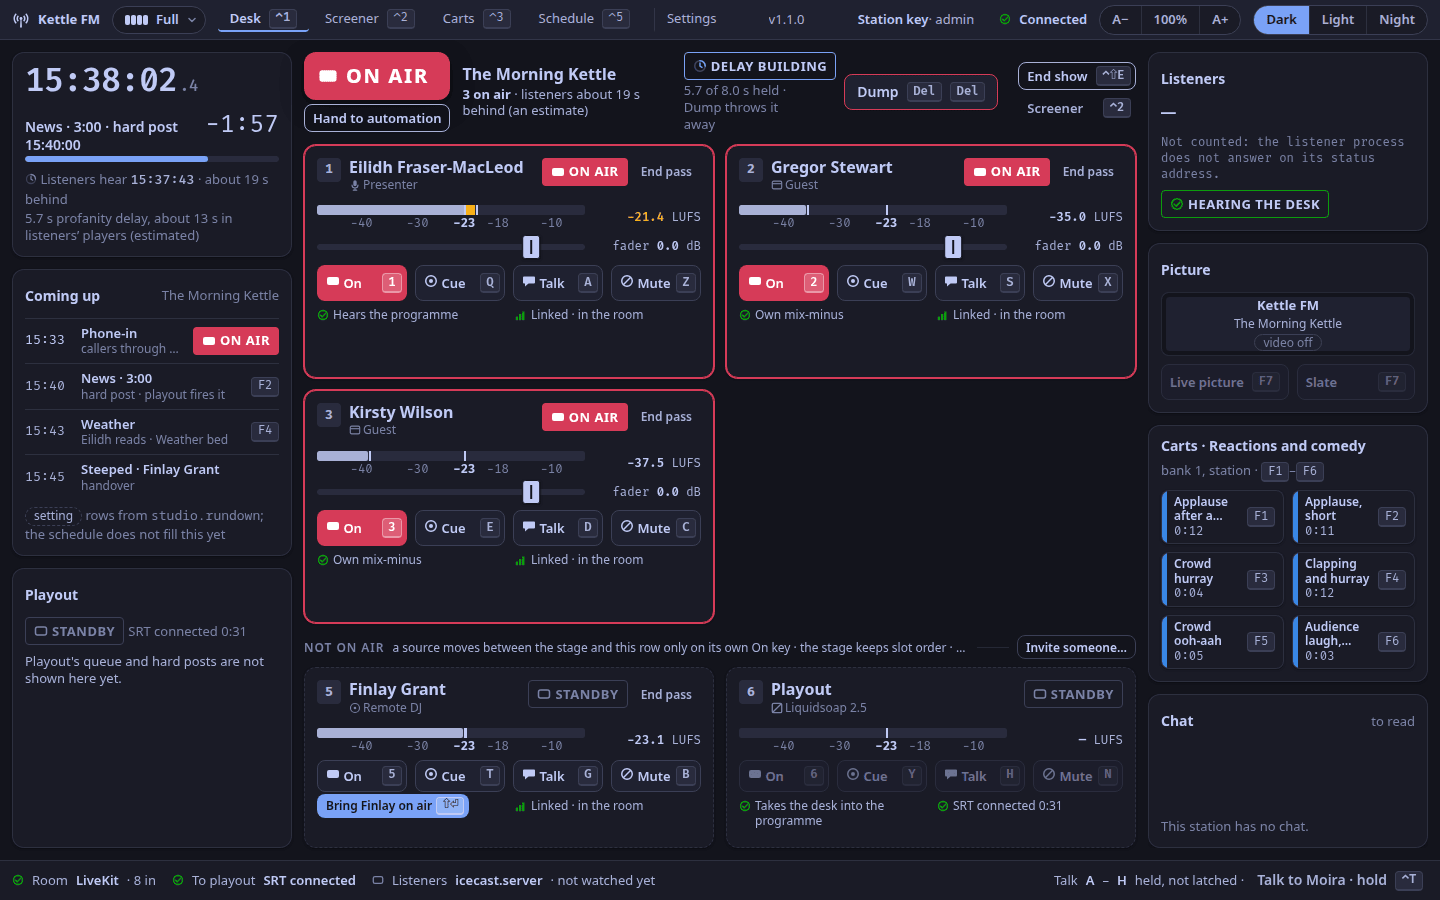 Kettle FM Full Desk ^1 Screener ^2 Carts ^3 Schedule ^5 Settings v1.1.0 Station key · admin Connected A− 100% A+ Dark Light Night
15:38:02.4
News · 3:00 · hard post −1:57
15:40:00
Listeners hear 15:37:43 · about 19 s
behind
5.7 s profanity delay, about 13 s in
listeners’ players (estimated)
Coming up The Morning Kettle
15:33 Phone-in ON AIR
callers through ...
15:40 News · 3:00 F2
hard post · playout fires it
15:43 Weather F4
Eilidh reads · Weather bed
15:45 Steeped · Finlay Grant
handover
setting rows from studio.rundown;
the schedule does not fill this yet
Playout
STANDBY SRT connected 0:31
Playout's queue and hard posts are not
shown here yet.
ON AIR
Hand to automation
The Morning Kettle
3 on air · listeners about 19 s
behind (an estimate)
DELAY BUILDING
5.7 of 8.0 s held ·
Dump throws it
away
Dump Del Del
End show ^⇧E
Screener ^2
1 Eilidh Fraser-MacLeod ON AIR End pass
Presenter
-40 -30 -23 -18 -10 -21.4 LUFS
fader 0.0 dB
On 1 Cue Q Talk A Mute Z
Hears the programme Linked · in the room
2 Gregor Stewart ON AIR End pass
Guest
-40 -30 -23 -18 -10 -35.0 LUFS
fader 0.0 dB
On 2 Cue W Talk S Mute X
Own mix-minus Linked · in the room
3 Kirsty Wilson ON AIR End pass
Guest
-40 -30 -23 -18 -10 -37.5 LUFS
fader 0.0 dB
On 3 Cue E Talk D Mute C
Own mix-minus Linked · in the room
NOT ON AIR a source moves between the stage and this row only on its own On key · the stage keeps slot order · ... Invite someone...
5 Finlay Grant STANDBY End pass
Remote DJ
-40 -30 -23 -18 -10 -23.1 LUFS
On 5 Cue T Talk G Mute B
Bring Finlay on air ⇧⏎ Linked · in the room
6 Playout STANDBY
Liquidsoap 2.5
-40 -30 -23 -18 -10 — LUFS
On 6 Cue Y Talk H Mute N
Takes the desk into the SRT connected 0:31
programme
Listeners
—
Not counted: the listener process
does not answer on its status
address.
HEARING THE DESK
Picture
Kettle FM
The Morning Kettle
video off
Live picture F7 Slate F7
Carts · Reactions and comedy
bank 1, station · F1–F6
Applause
after a...
0:12 F1
Applause,
short
0:11 F2
Crowd
hurray
0:04 F3
Clapping
and hurray
0:12 F4
Crowd
ooh-aah
0:05 F5
Audience
laugh,...
0:03 F6
Chat to read
This station has no chat.
Room LiveKit · 8 in To playout SRT connected Listeners icecast.server · not watched yet Talk A – H held, not latched · Talk to Moira · hold ^T